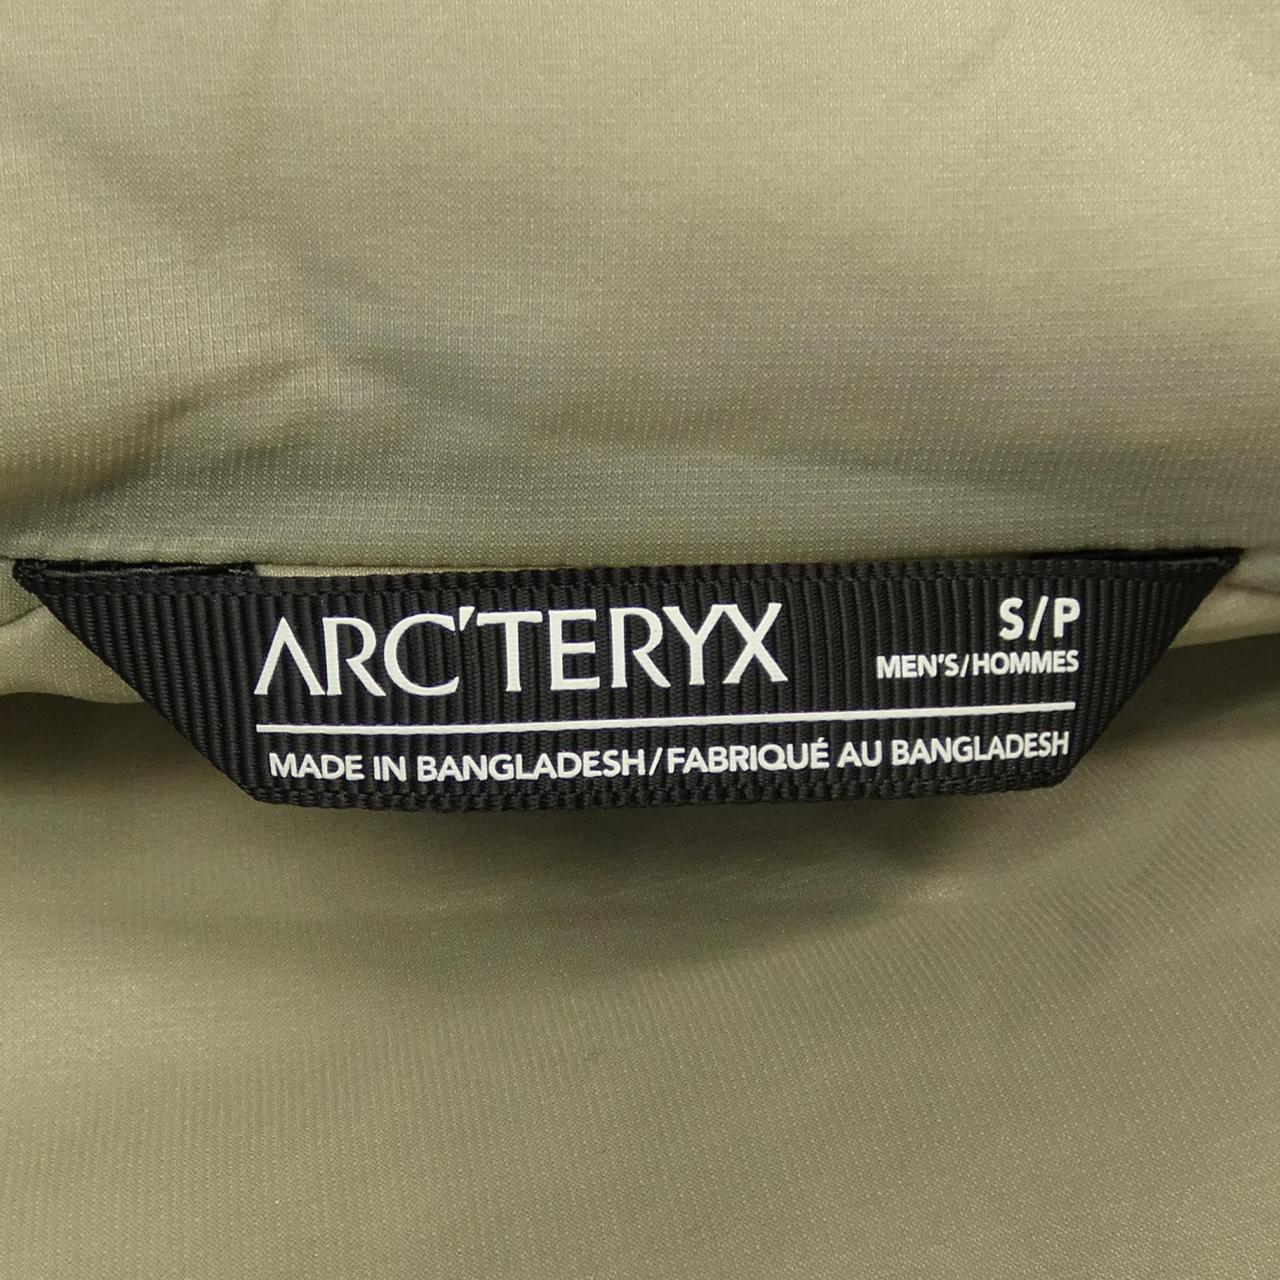 ARC'TERYX
S/P
MEN'S/HOMMES
MADE IN BANGLADESH/FABRIQUÉ AU BANGLADESH